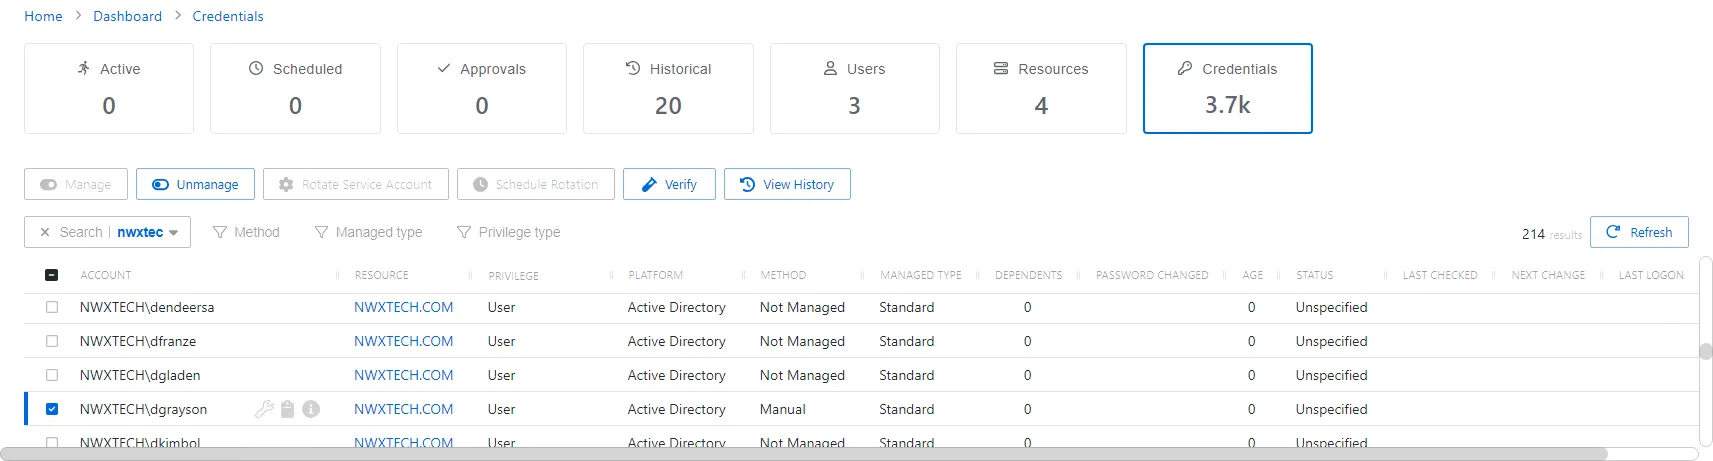 Home > Dashboard > Credentials
Active Scheduled Approvals Historical Users Resources Credentials
0 0 0 20 3 4 3.7k
Manage Unmanage Rotate Service Account Schedule Rotation Verify View History
Search | nwxtec Method Managed type Privilege type 214 results Refresh
ACCOUNT RESOURCE PRIVILEGE PLATFORM METHOD MANAGED TYPE DEPENDENTS PASSWORD CHANGED AGE STATUS LAST CHECKED NEXT CHANGE LAST LOGON
NWXTECH\dendeersa NWXTECH.COM User Active Directory Not Managed Standard 0 0 Unspecified
NWXTECH\dfranze NWXTECH.COM User Active Directory Not Managed Standard 0 0 Unspecified
NWXTECH\dgladen NWXTECH.COM User Active Directory Not Managed Standard 0 0 Unspecified
NWXTECH\dgrayson NWXTECH.COM User Active Directory Manual Standard 0 0 Unspecified
NWXTECH\dkimbol NWXTECH.COM User Active Directory Not Managed Standard 0 0 Unspecified